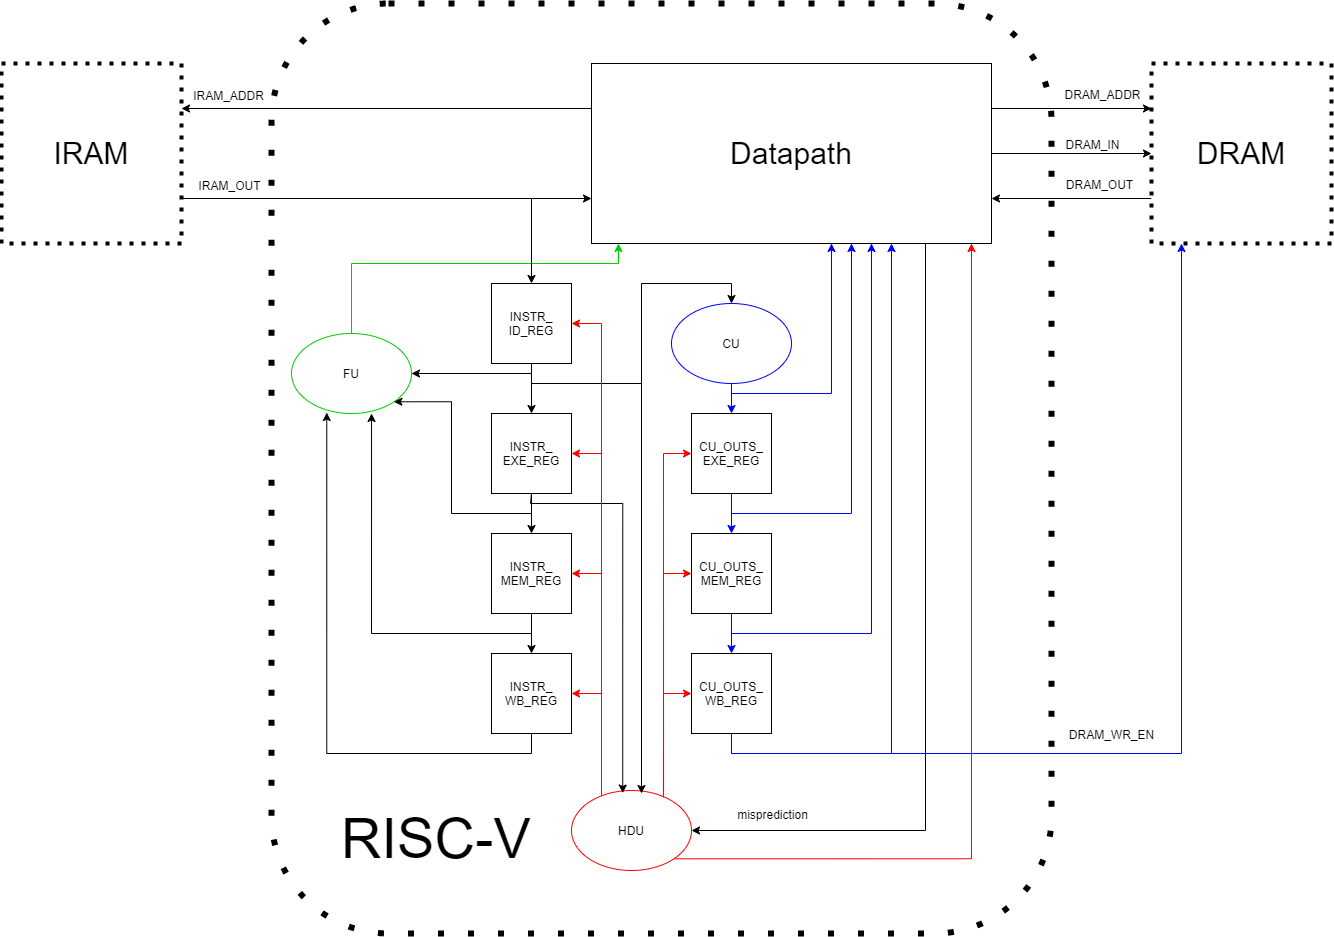 IRAM_ADDR
DRAM_ADDR
IRAM
Datapath
DRAM_IN
DRAM
IRAM_OUT
DRAM_OUT
INSTR_
ID_REG
CU
FU
INSTR_
EXE_REG
CU_OUTS_
EXE_REG
INSTR_
MEM_REG
CU_OUTS_
MEM_REG
INSTR_
WB_REG
CU_OUTS_
WB_REG
DRAM_WR_EN
misprediction
HDU
RISC-V